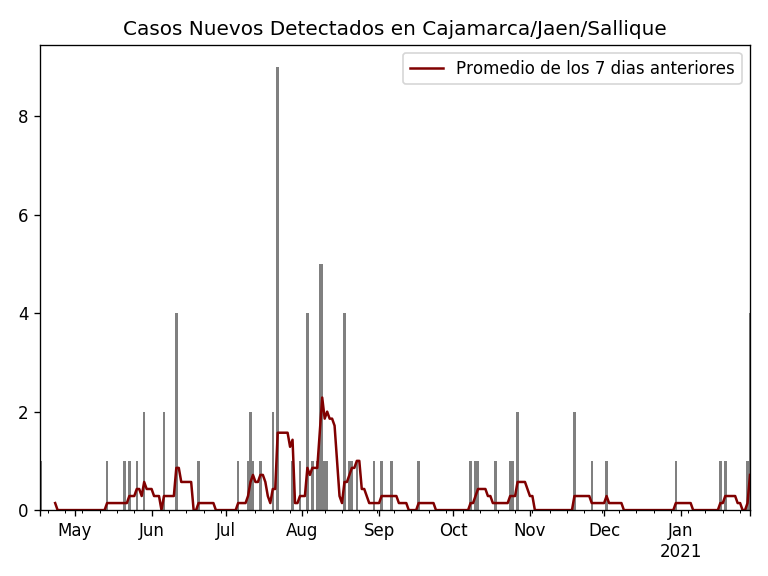 Casos Nuevos Detectados en Cajamarca/Jaen/Sallique
Promedio de los 7 dias anteriores
8
6
4
2
0
May Jun Jul Aug Sep Oct Nov Dec Jan
2021